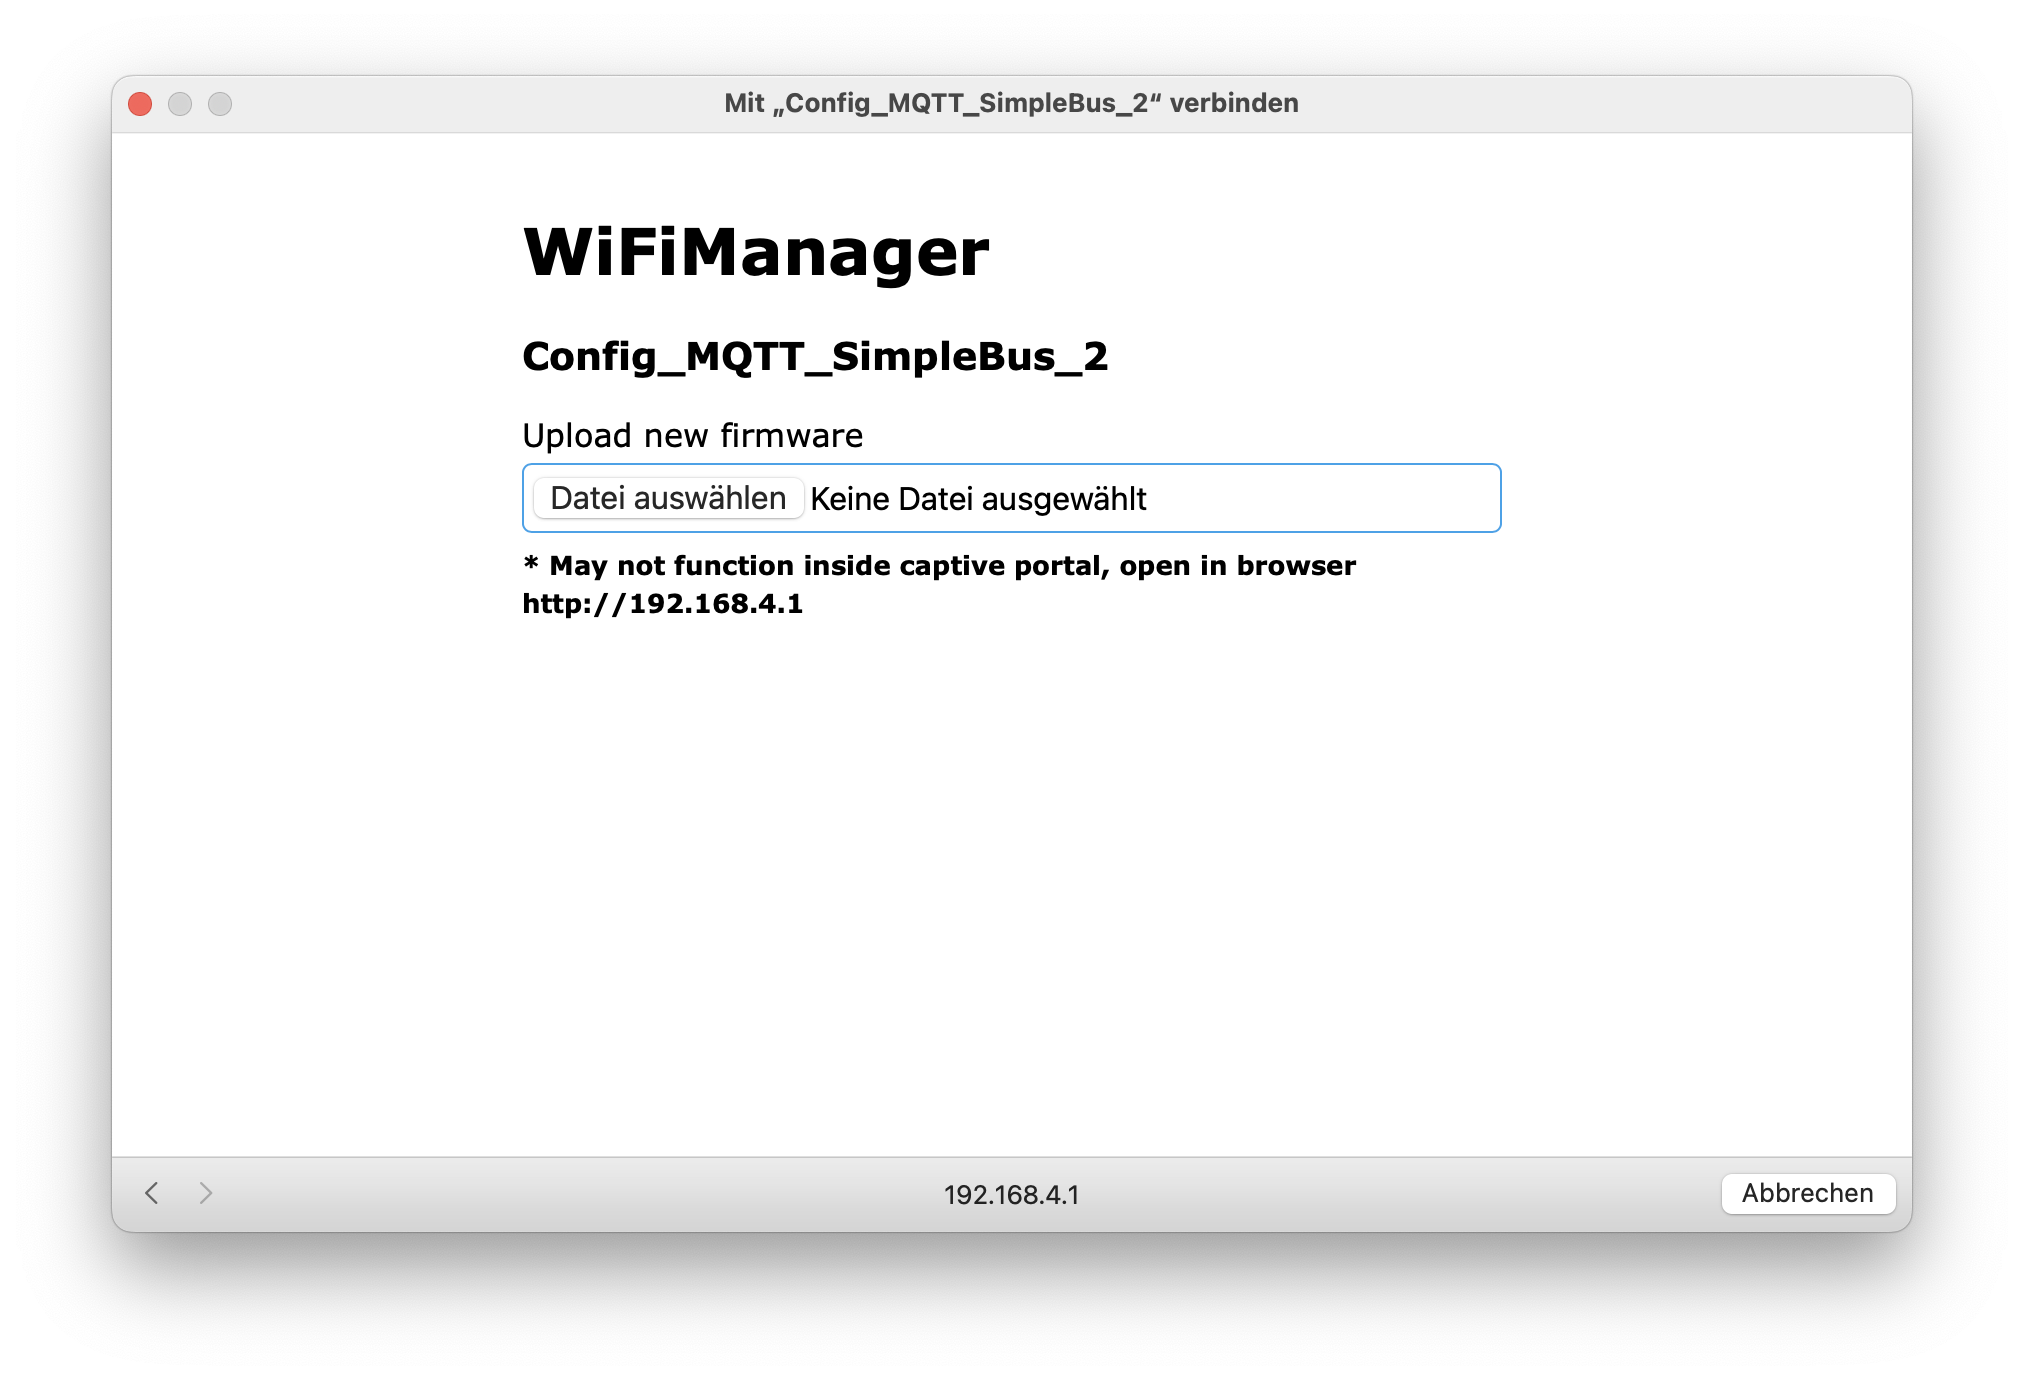 Mit „Config_MQTT_SimpleBus_2“ verbinden
WiFiManager
Config_MQTT_SimpleBus_2
Upload new firmware
Datei auswählen Keine Datei ausgewählt
* May not function inside captive portal, open in browser
http://192.168.4.1
192.168.4.1
Abbrechen